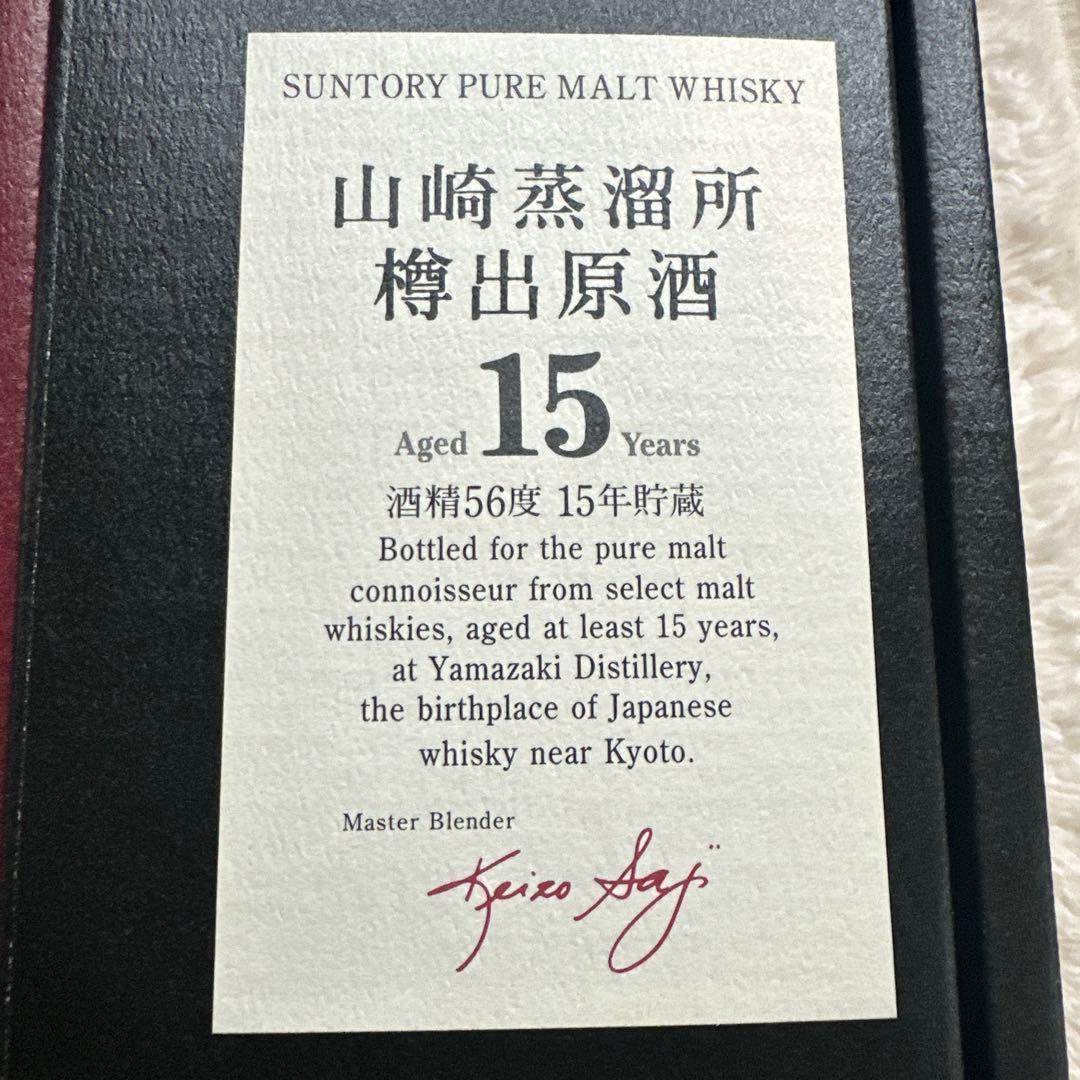 SUNTORY PURE MALT WHISKY
山崎蒸溜所
樽出原酒
Aged 15 Years
酒精56度 15年貯蔵
Bottled for the pure malt
connoisseur from select malt
whiskies, aged at least 15 years,
at Yamazaki Distillery,
the birthplace of Japanese
whisky near Kyoto.
Master Blender
Keizo Saji